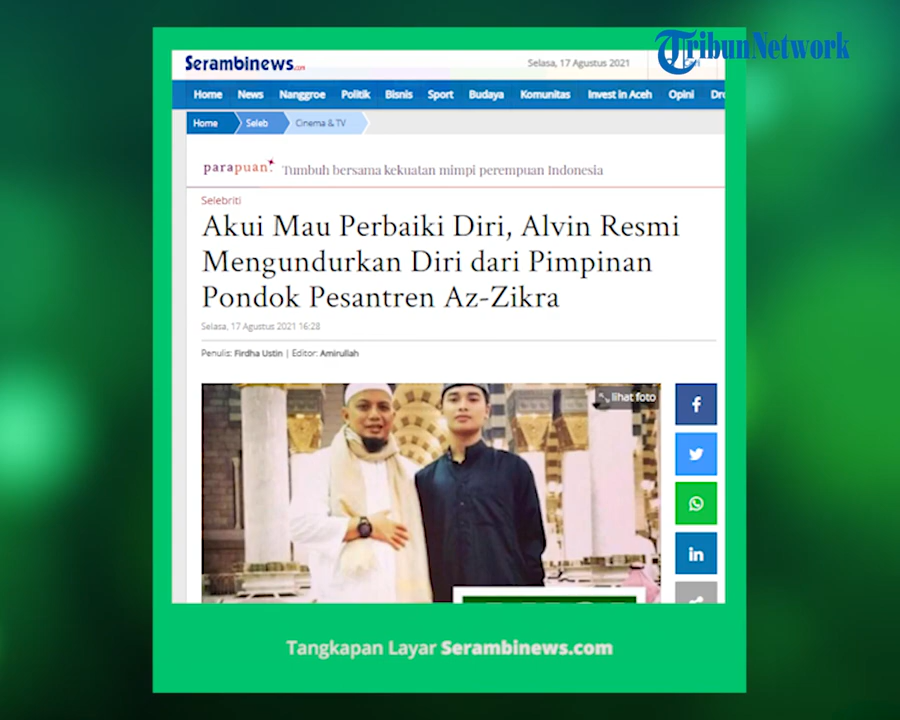 TribunNetwork
Serambinews.com
Selasa, 17 Agustus 2021
Cari
Home News Nanggroe Politik Bisnis Sport Budaya Komunitas Invest in Aceh Opini
Home Seleb Cinema & TV
parapuan. Tumbuh bersama kekuatan mimpi perempuan Indonesia
Selebriti
Akui Mau Perbaiki Diri, Alvin Resmi
Mengundurkan Diri dari Pimpinan
Pondok Pesantren Az-Zikra
Selasa, 17 Agustus 2021 16:28
Penulis: Firdha Ustin | Editor: Amirullah
lihat foto
Tangkapan Layar Serambinews.com